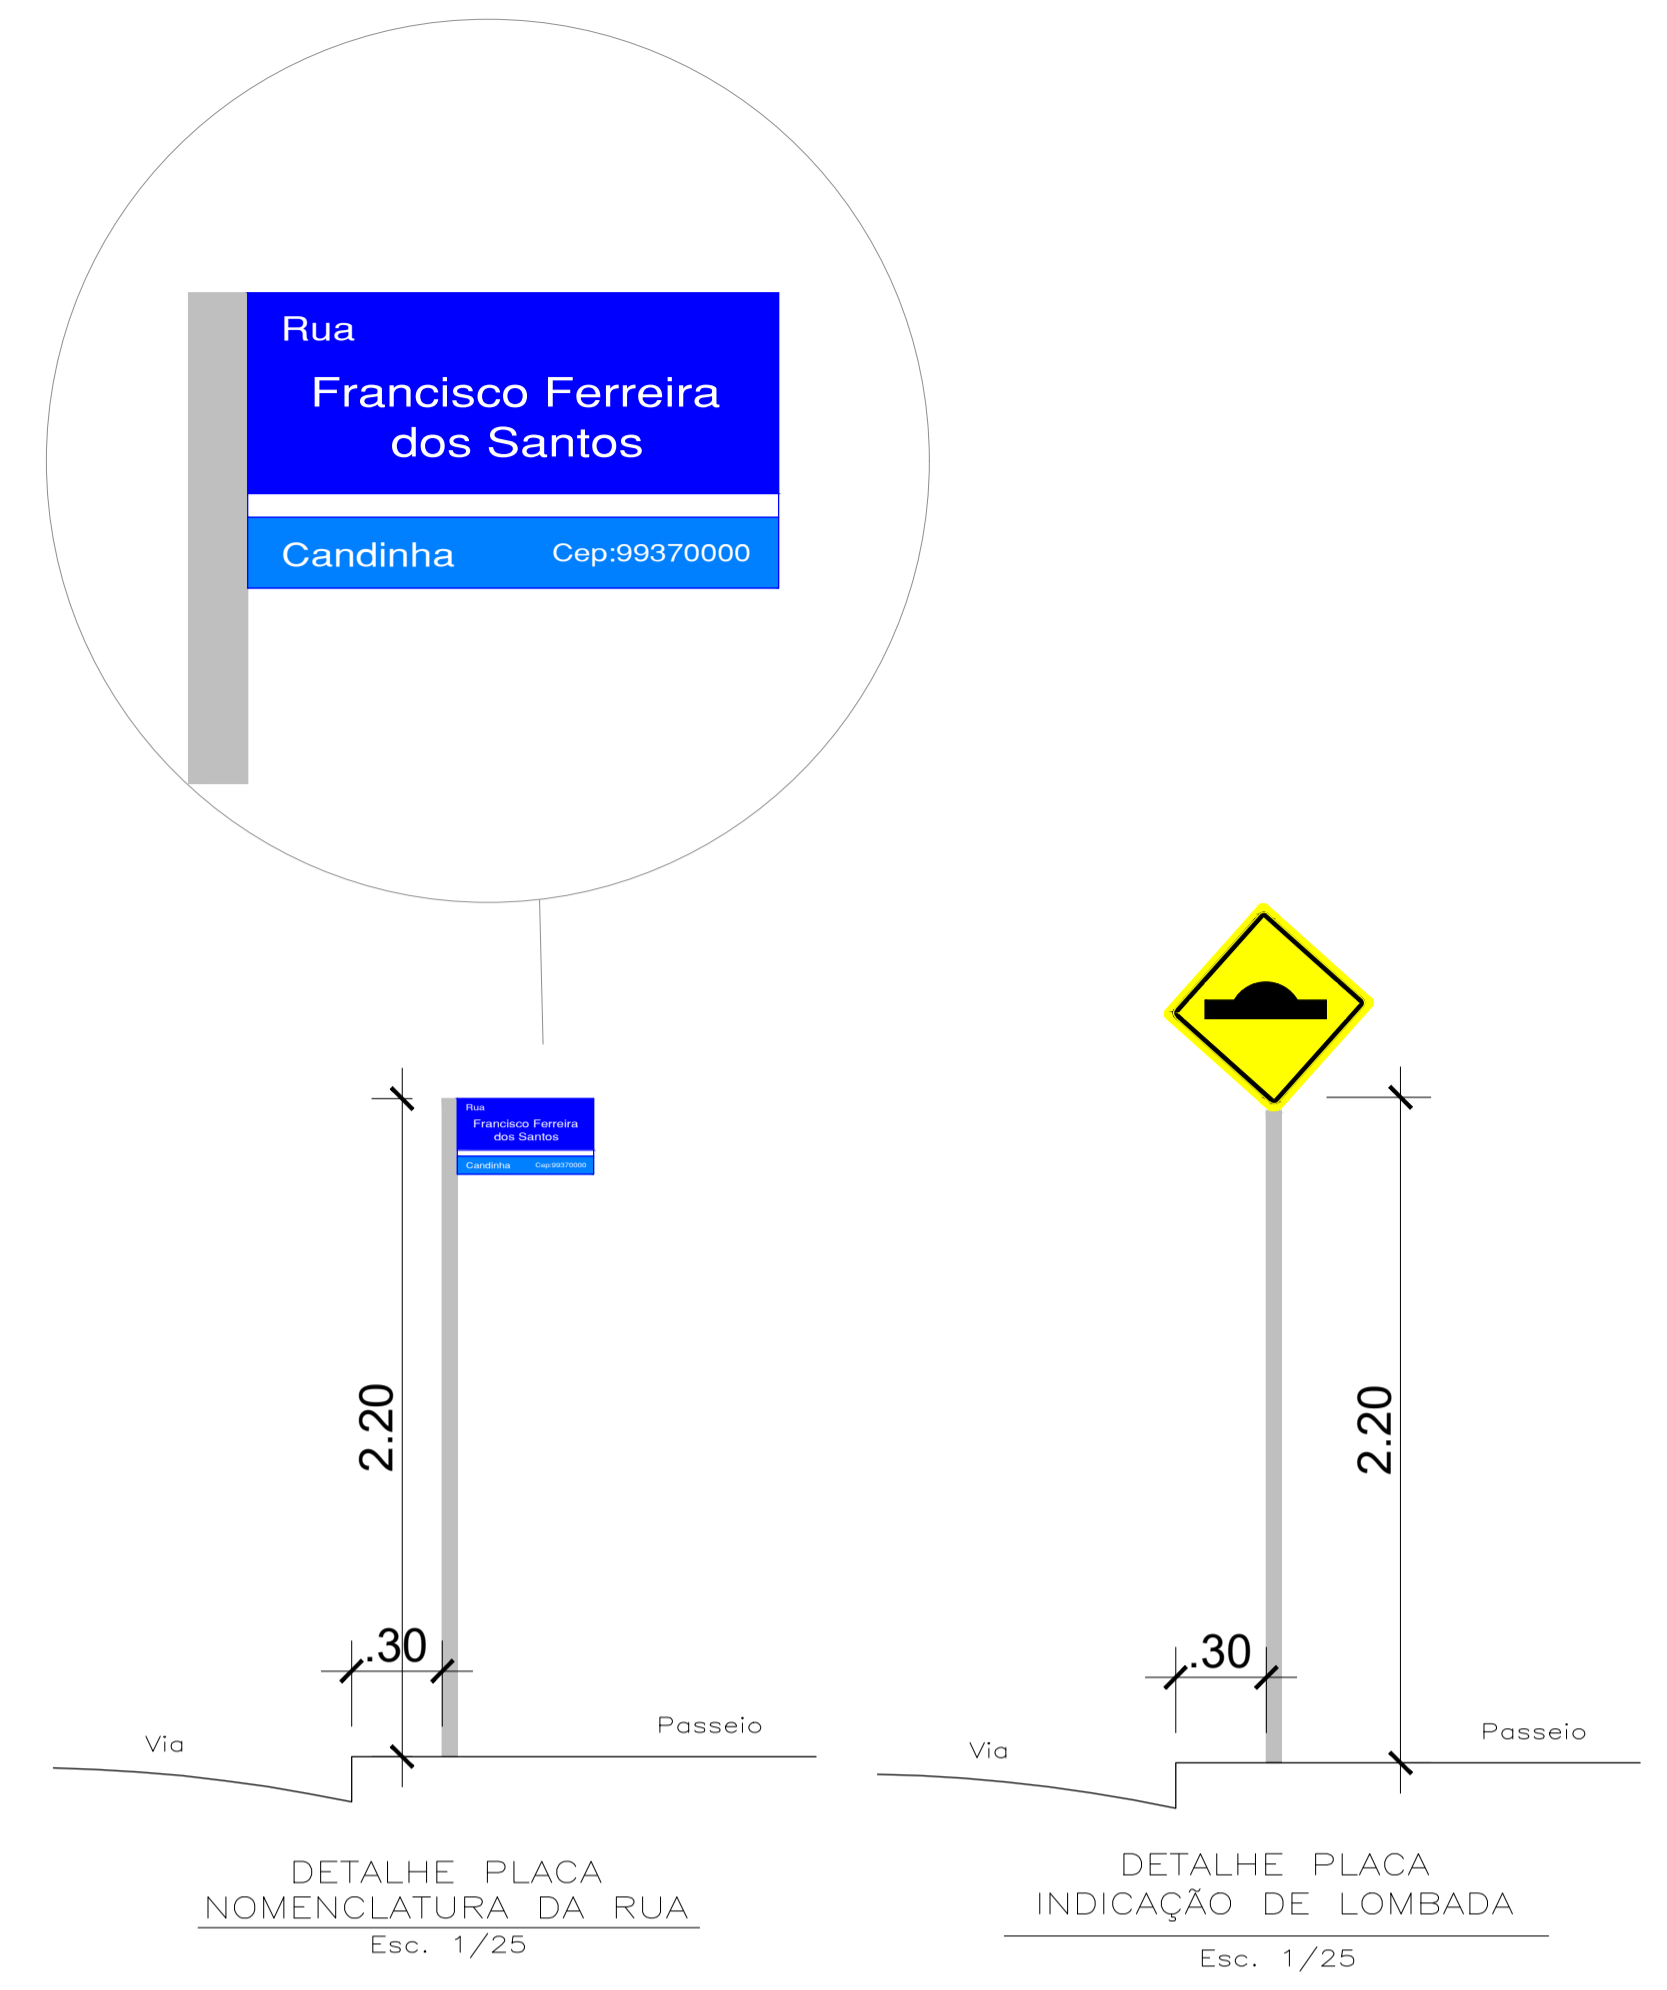 Rua
Francisco Ferreira
dos Santos
Candinha Cep:99370000
Rua
Francisco Ferreira
dos Santos
Candinha Cep:99370000
2.20
.30
Via
Passeio
DETALHE PLACA
NOMENCLATURA DA RUA
Esc. 1/25
2.20
.30
Via
Passeio
DETALHE PLACA
INDICAÇÃO DE LOMBADA
Esc. 1/25